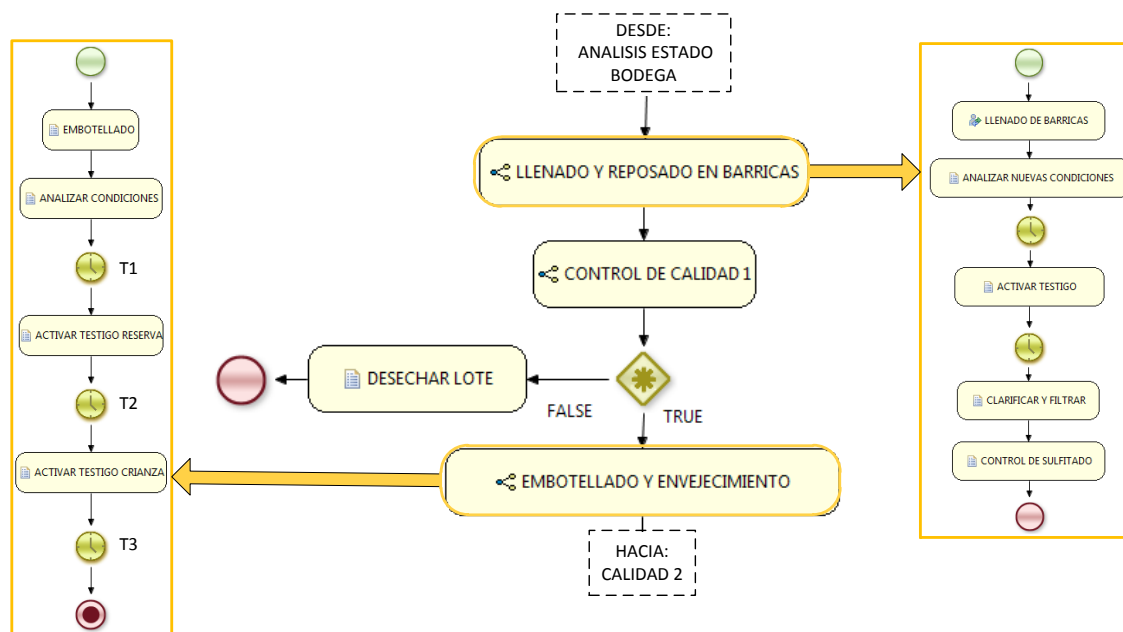 EMBOTELLADO
ANALIZAR CONDICIONES
T1
ACTIVAR TESTIGO RESERVA
T2
ACTIVAR TESTIGO CRIANZA
T3
DESDE:
ANALISIS ESTADO
BODEGA
LLENADO Y REPOSADO EN BARRICAS
CONTROL DE CALIDAD 1
DESECHAR LOTE
FALSE
TRUE
EMBOTELLADO Y ENVEJECIMIENTO
HACIA:
CALIDAD 2
LLENADO DE BARRICAS
ANALIZAR NUEVAS CONDICIONES
ACTIVAR TESTIGO
CLARIFICAR Y FILTRAR
CONTROL DE SULFITADO